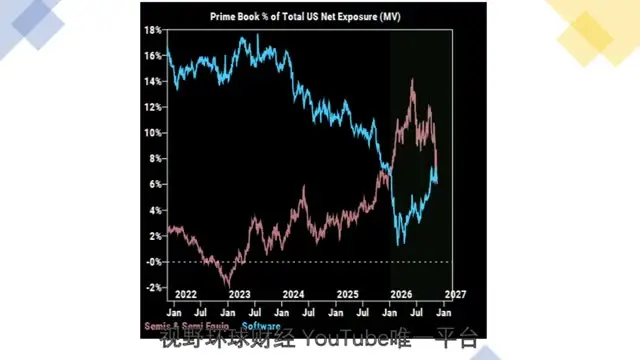 Prime Book % of Total US Net Exposure (MV)
18%
16%
14%
12%
10%
8%
6%
4%
2%
-0%
-2%
2022 2023 2024 2025 2026 2027
Jan Jul Jan Jul Jan Jul Jan Jul Jan Jul Jan
Semis & Semi Equip Software
视野环球财经 YouTube唯一平台